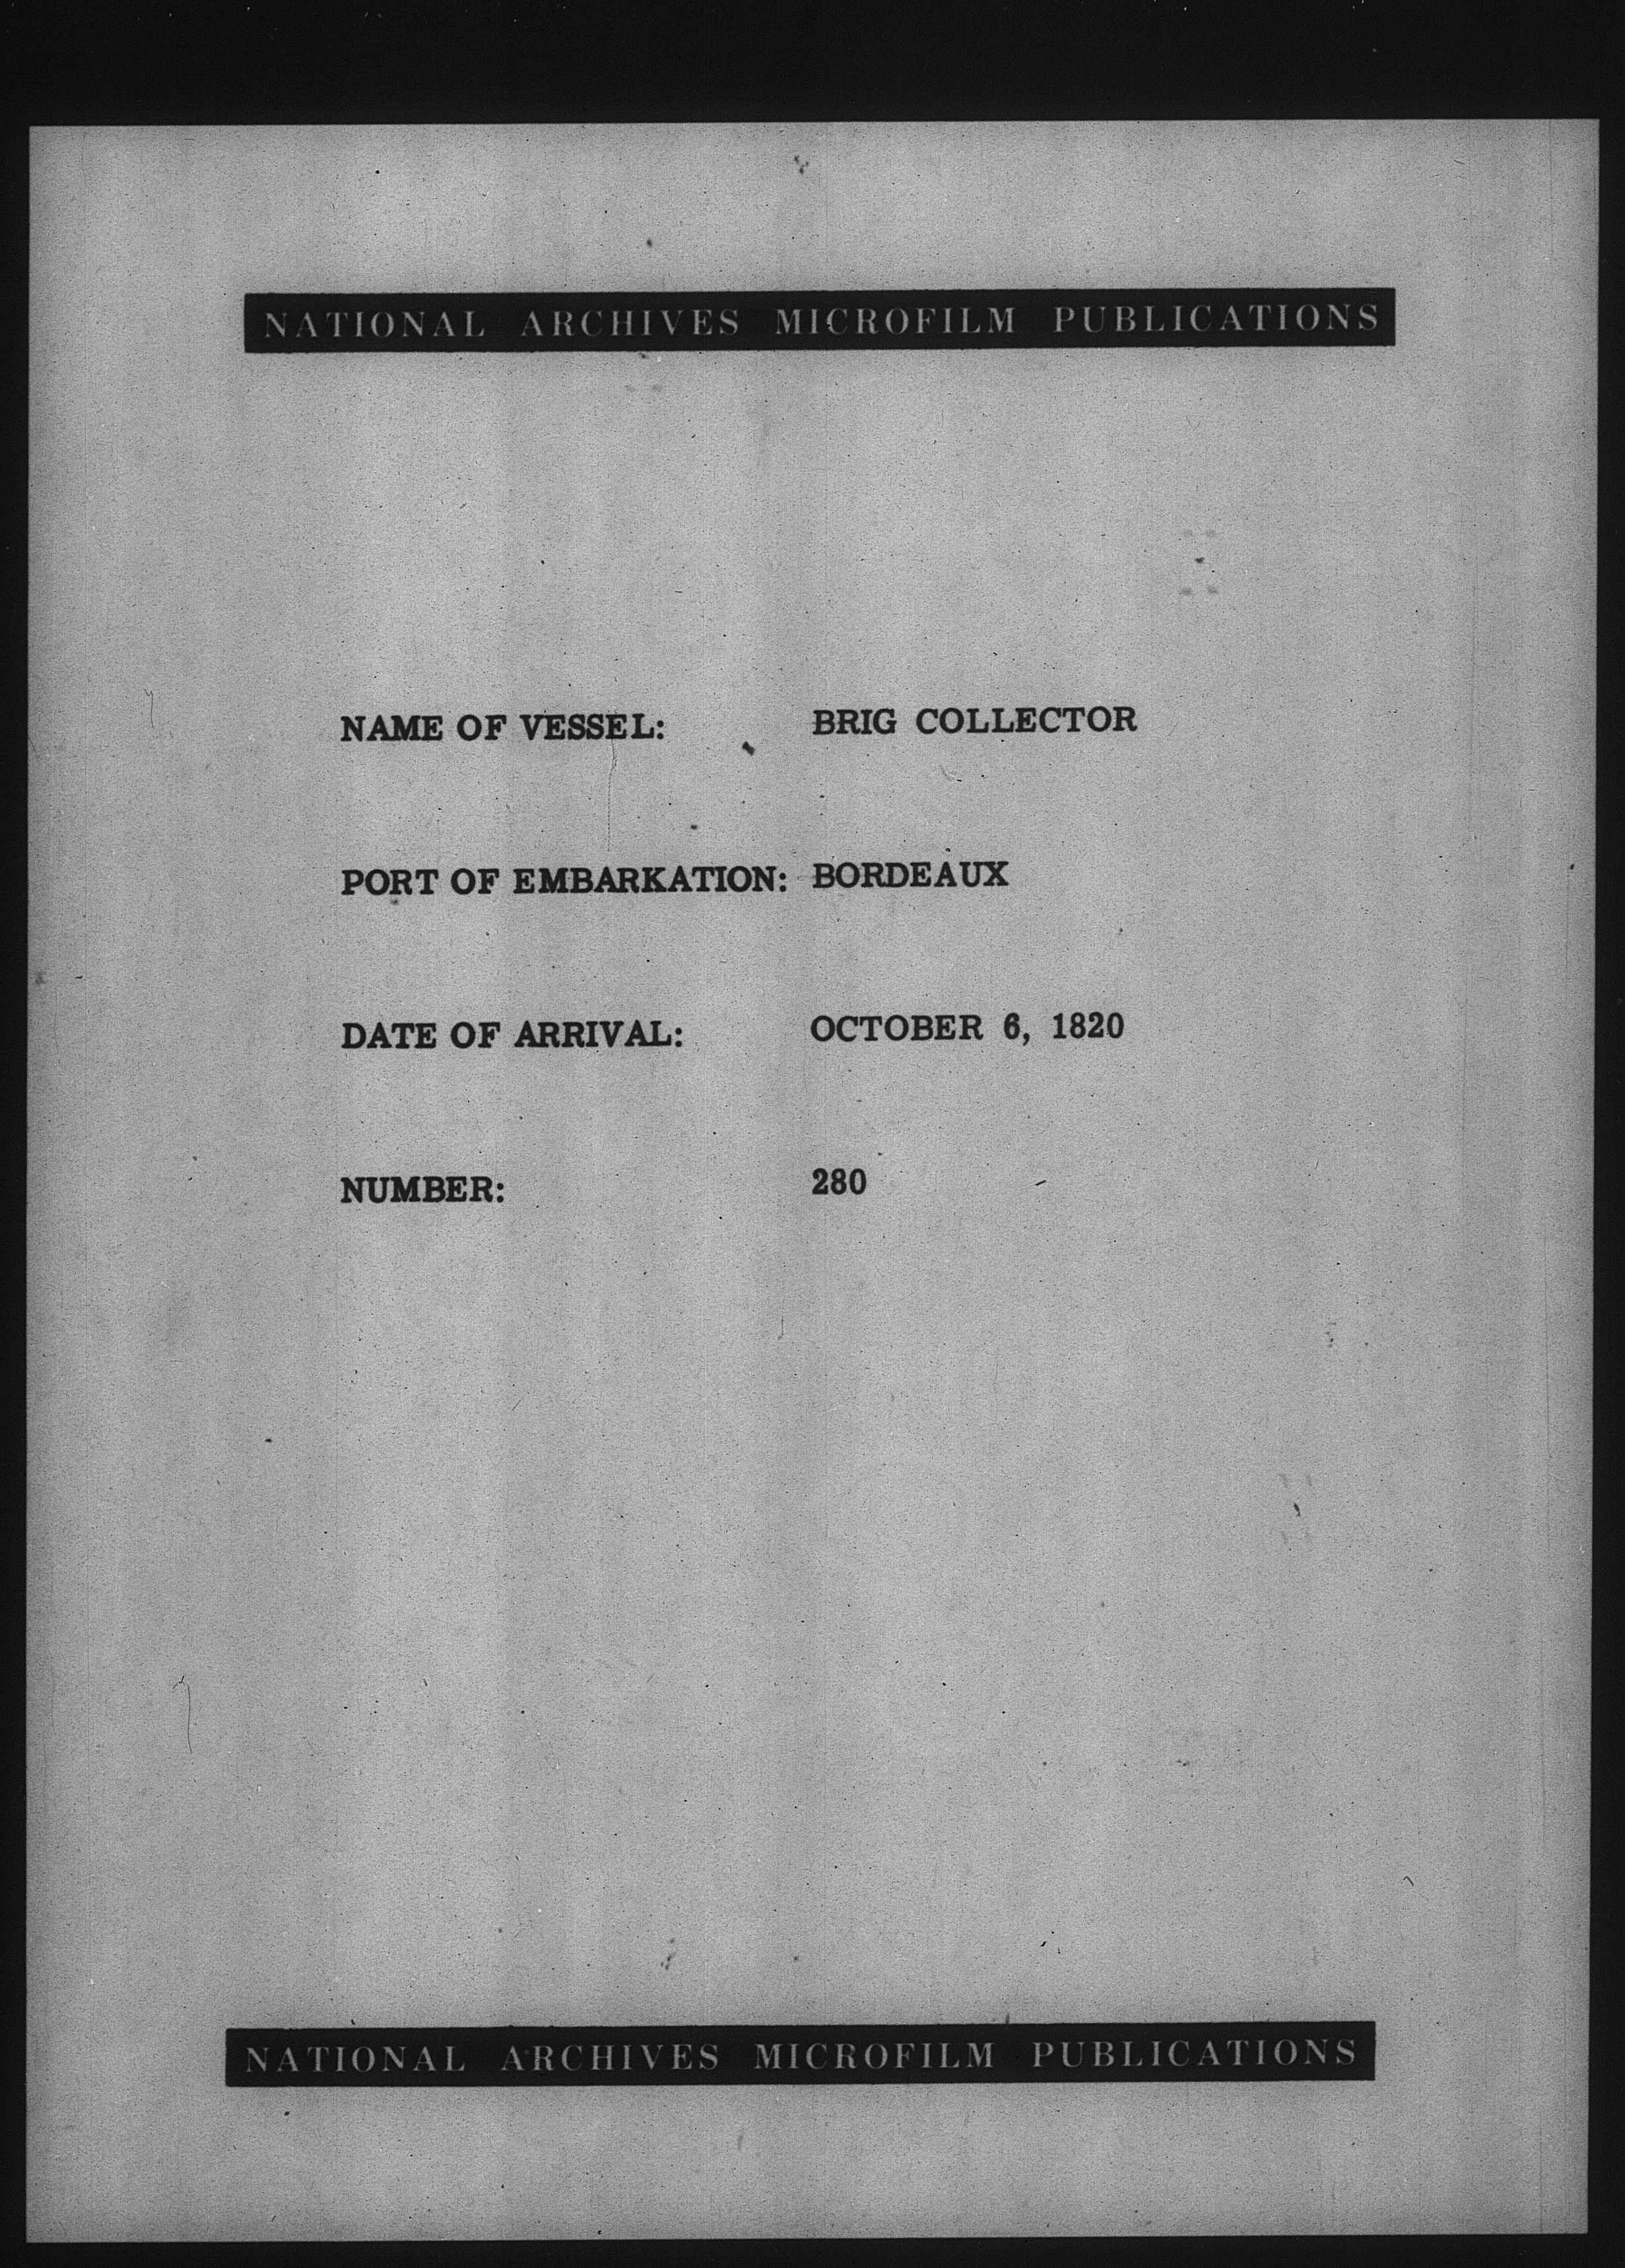 NATIONAL ARCHIVES MICROFILM PUBLICATIONS
NAME OF VESSEL: BRIG COLLECTOR
PORT OF EMBARKATION: BORDEAUX
DATE OF ARRIVAL: OCTOBER 6, 1820
NUMBER: 280
NATIONAL ARCHIVES MICROFILM PUBLICATIONS